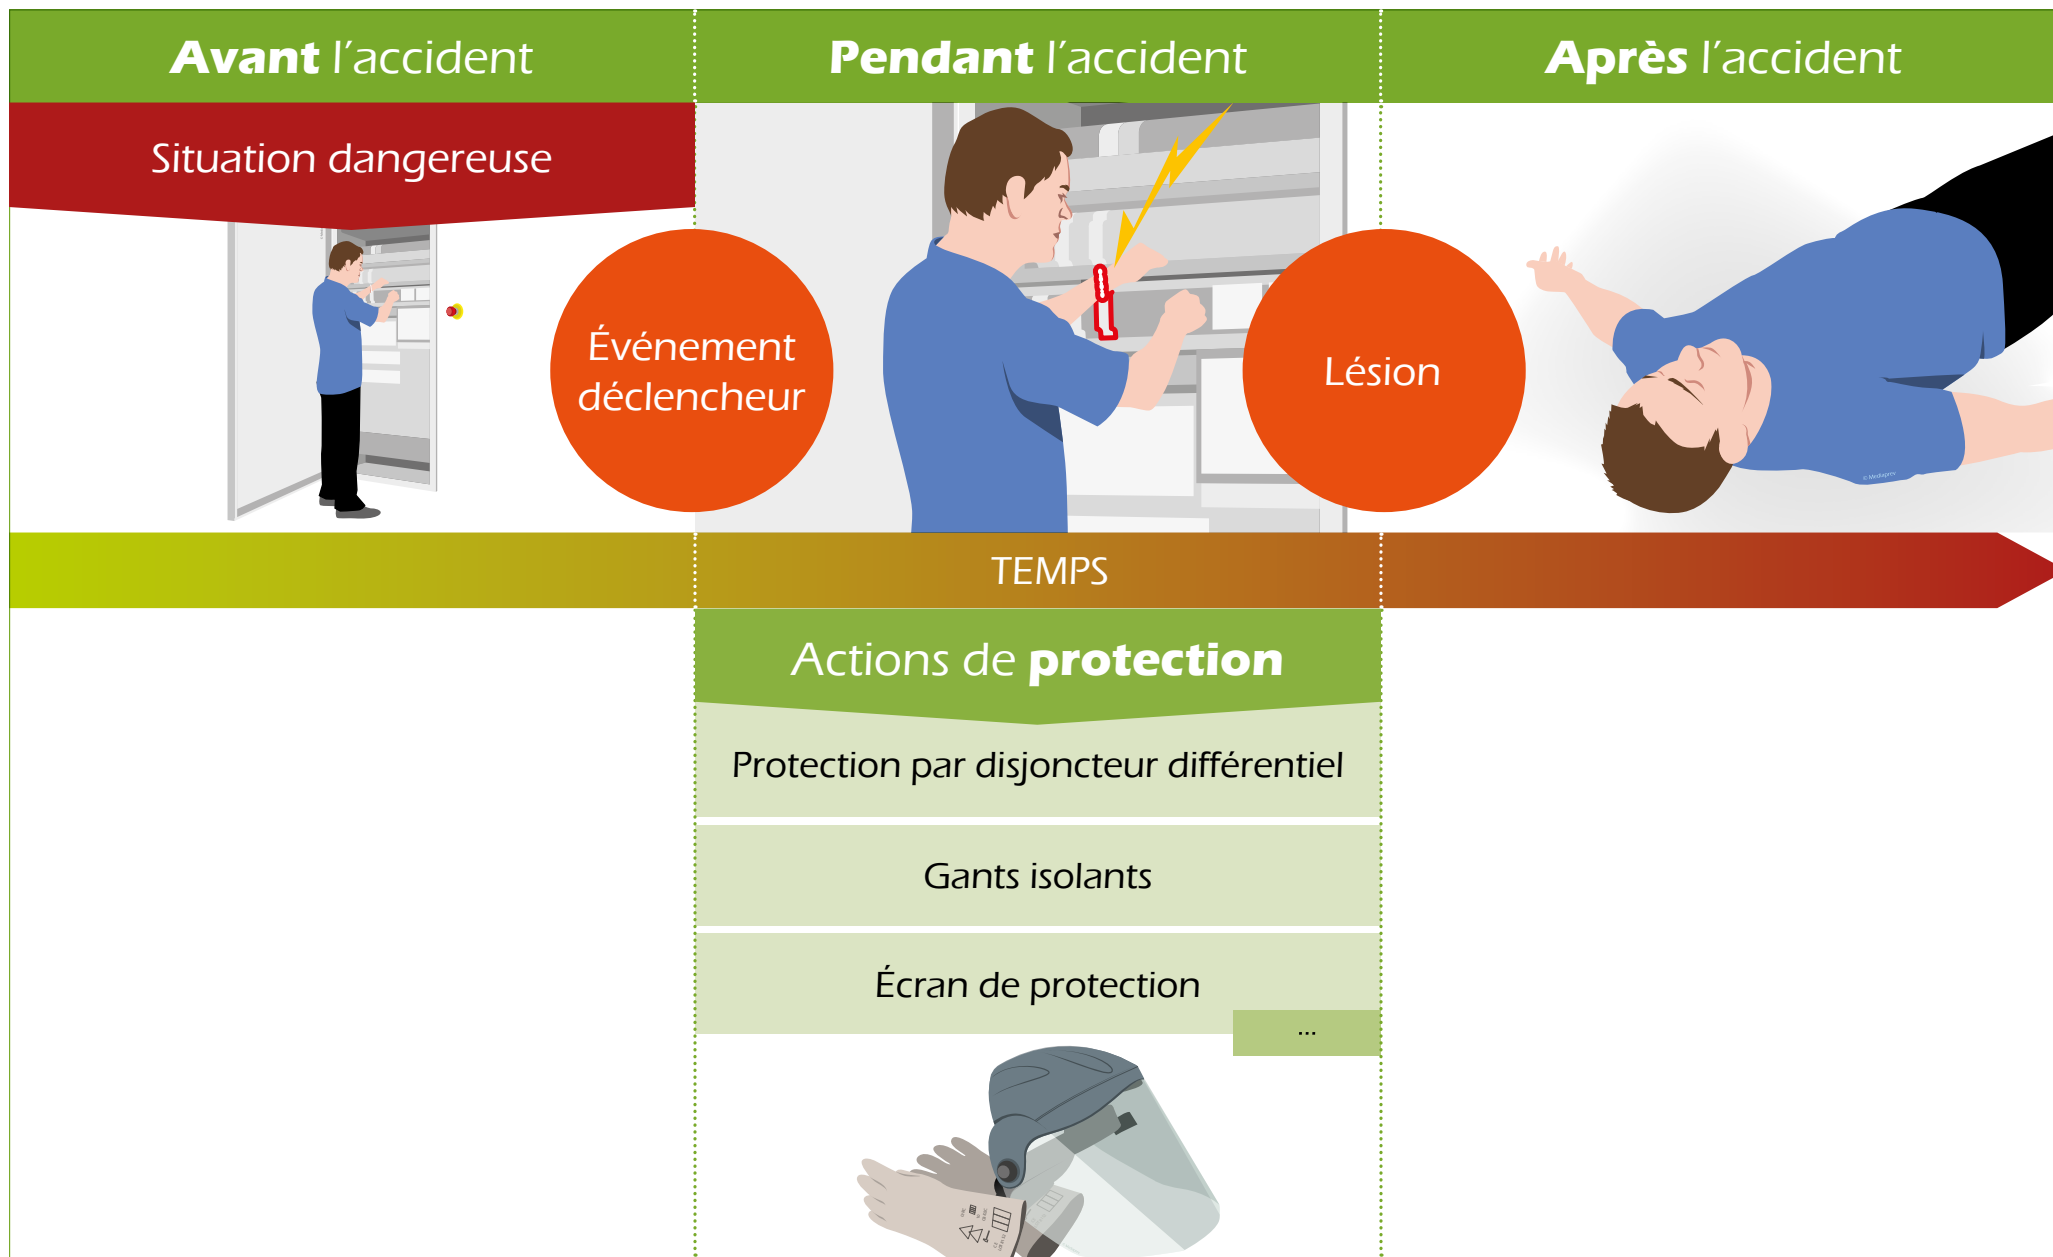 Avant l'accident
Pendant l'accident
Après l'accident
Situation dangereuse
Événement
déclencheur
Lésion
© Mediaprev
TEMPS
Actions de protection
Protection par disjoncteur différentiel
Gants isolants
Écran de protection
...